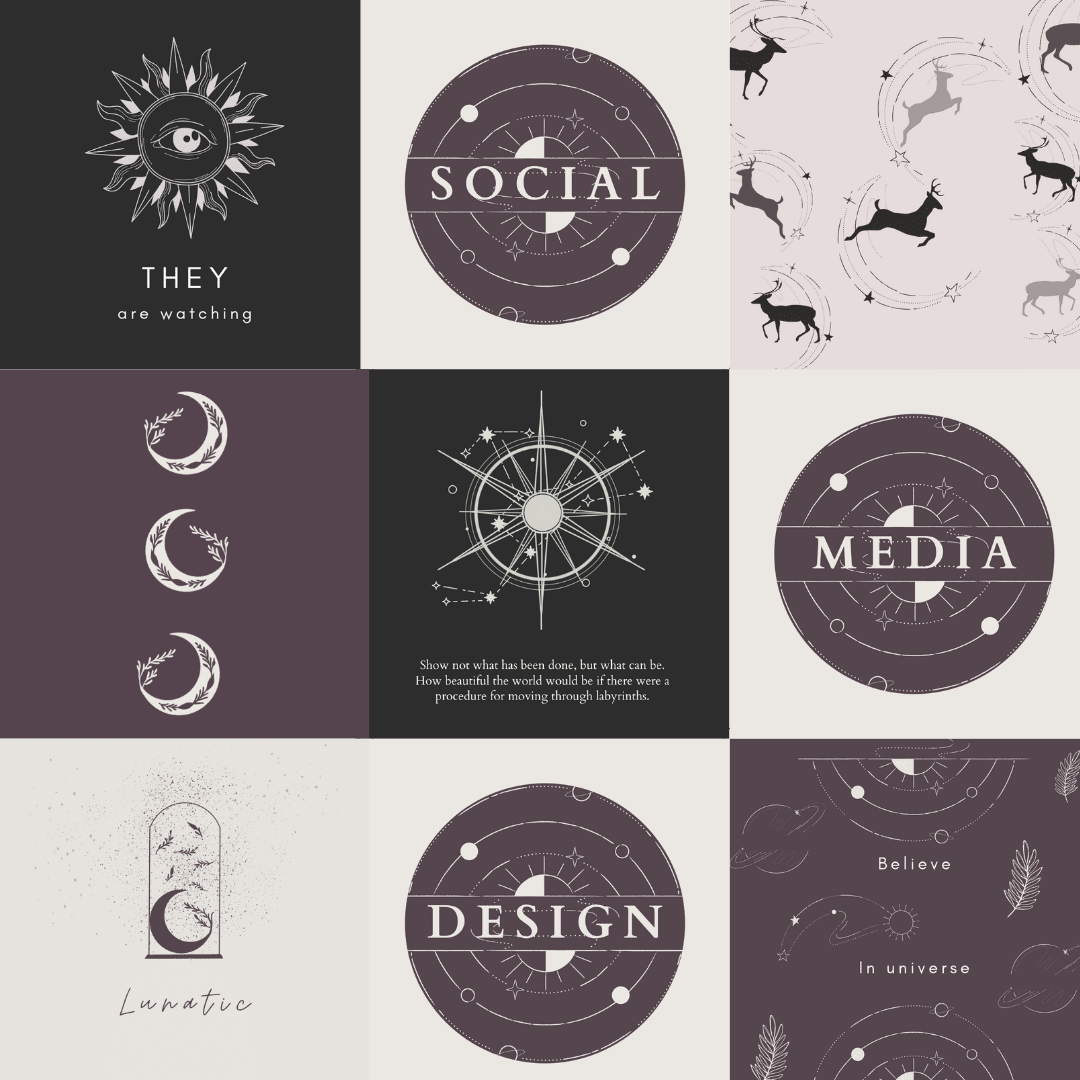 THEY
are watching
SOCIAL
Show not what has been done, but what can be.
How beautiful the world would be if there were a
procedure for moving through labyrinths.
MEDIA
Lunatic
DESIGN
Believe
In universe